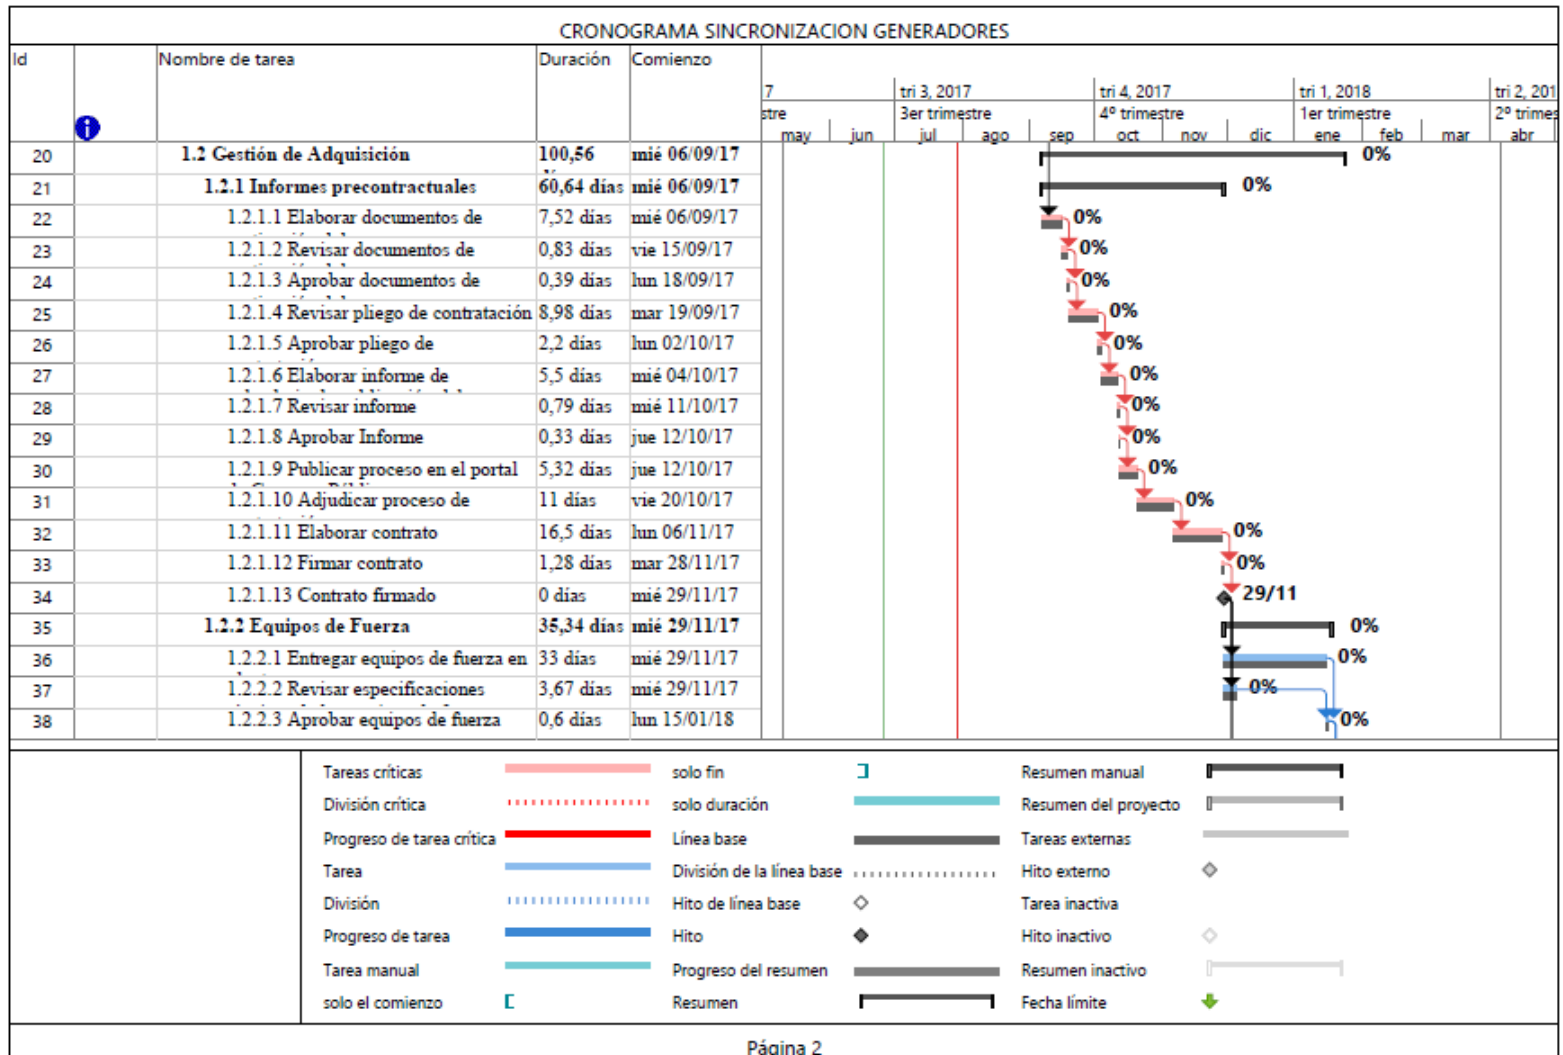 CRONOGRAMA SINCRONIZACION GENERADORES
Id Nombre de tarea Duración Comienzo
7 tri 3, 2017 tri 4, 2017 tri 1, 2018 tri 2, 201
stre 3er trimestre 4º trimestre 1er trimestre 2º trimes
may jun jul ago sep oct nov dic ene feb mar abr
20 1.2 Gestión de Adquisición 100,56 mié 06/09/17 0%
21 1.2.1 Informes precontractuales 60,64 días mié 06/09/17 0%
22 1.2.1.1 Elaborar documentos de 7,52 días mié 06/09/17 0%
23 1.2.1.2 Revisar documentos de 0,83 días vie 15/09/17 0%
24 1.2.1.3 Aprobar documentos de 0,39 días lun 18/09/17 0%
25 1.2.1.4 Revisar pliego de contratación 8,98 días mar 19/09/17 0%
26 1.2.1.5 Aprobar pliego de 2,2 días lun 02/10/17 0%
27 1.2.1.6 Elaborar informe de 5,5 días mié 04/10/17 0%
28 1.2.1.7 Revisar informe 0,79 días mié 11/10/17 0%
29 1.2.1.8 Aprobar Informe 0,33 días jue 12/10/17 0%
30 1.2.1.9 Publicar proceso en el portal 5,32 días jue 12/10/17 0%
31 1.2.1.10 Adjudicar proceso de 11 días vie 20/10/17 0%
32 1.2.1.11 Elaborar contrato 16,5 días lun 06/11/17 0%
33 1.2.1.12 Firmar contrato 1,28 días mar 28/11/17 0%
34 1.2.1.13 Contrato firmado 0 días mié 29/11/17 29/11
35 1.2.2 Equipos de Fuerza 35,34 días mié 29/11/17 0%
36 1.2.2.1 Entregar equipos de fuerza en 33 días mié 29/11/17 0%
37 1.2.2.2 Revisar especificaciones 3,67 días mié 29/11/17 0%
38 1.2.2.3 Aprobar equipos de fuerza 0,6 días lun 15/01/18 0%
Tareas críticas solo fin Resumen manual
División crítica solo duración Resumen del proyecto
Progreso de tarea crítica Línea base Tareas externas
Tarea División de la línea base Hito externo
División Hito de línea base Tarea inactiva
Progreso de tarea Hito Hito inactivo
Tarea manual Progreso del resumen Resumen inactivo
solo el comienzo Resumen Fecha límite
Página 2